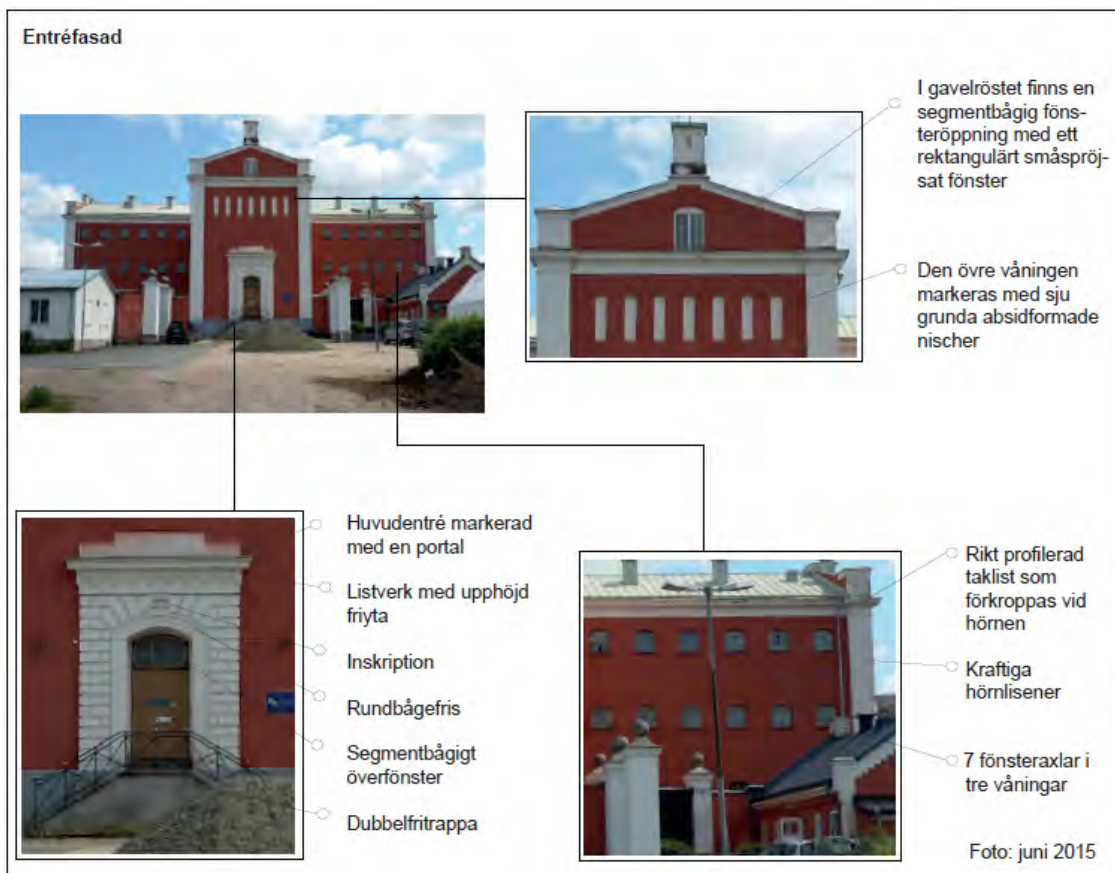 Entréfasad
I gavelröstet finns en
segmentbågig föns-
teröppning med ett
rektangulärt småspröj-
sat fönster
Den övre våningen
markeras med sju
grunda absidformade
nischer
Huvudentré markerad
med en portal
Listverk med upphöjd
friyta
Inskription
Rundbågefris
Segmentbågigt
överfönster
Dubbelfritrappa
Rikt profilerad
taklist som
förkroppas vid
hörnen
Kraftiga
hörnlisener
7 fönsteraxlar i
tre våningar
Foto: juni 2015